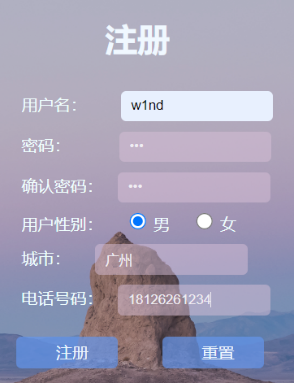 注册
用户名： w1nd
密码： •••
确认密码： •••
用户性别： 男 女
城市： 广州
电话号码： 18126261234
注册 重置